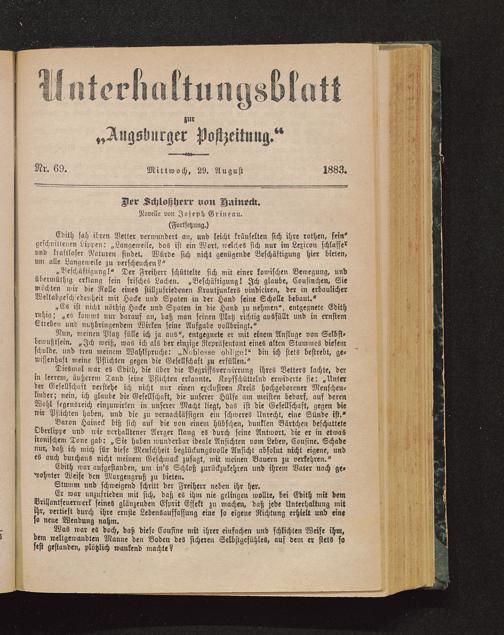 Unterhaltungsblatt
zur
„Augsburger Postzeitung.“
Nr. 69. Mittwoch, 29. August 1883.
Der Schloßherr von Haineck.
Novelle von Joseph Grineau.
(Fortsetzung.)
Edith sah ihren Vetter verwundert an, und leicht kräuselten sich ihre rothen, fein-
geschnittenen Lippen: „Langeweile, das ist ein Wort, welches sich nur im Lexicon schlaffer
und kraftloser Naturen findet. Würde sich nicht genügende Beschäftigung hier bieten,
um alle Langeweile zu verscheuchen?“
„Beschäftigung!“ Der Freiherr schüttelte sich mit einer komischen Bewegung, und
übermüthig erklang sein frisches Lachen. „Beschäftigung! Ich glaube, Cousinchen, Sie
möchten mir die Rolle eines stillzufriedenen Krautjunkers vindiciren, der in erbaulicher
Weltabgeschiedenheit mit Hacke und Spaten in der Hand seine Scholle bebaut.“
„Es ist nicht nöthig Hacke und Spaten in die Hand zu nehmen“, entgegnete Edith
ruhig; „es kommt nur darauf an, daß man seinen Platz richtig ausfüllt und in ernstem
Streben und nutzbringendem Wirken seine Aufgabe vollbringt.“
„Nun, meinen Platz fülle ich ja aus“, entgegnete er mit einem Anfluge von Selbst-
bewußtsein. „Ich weiß, was ich als der einzige Repräsentant eines alten Stammes diesem
schulde, und treu meinem Wahlspruche: „Noblesse oblige!“ bin ich stets bestrebt, ge-
wissenhaft meine Pflichten gegen die Gesellschaft zu erfüllen.“
Diesmal war es Edith, die über die Begriffsverwirrung ihres Vetters lachte, der
in leerem, äußerem Tand seine Pflichten erkannte. Kopfschüttelnd erwiderte sie: „Unter
der Gesellschaft verstehe ich nicht nur einen exclusiven Kreis hochgeborner Menschen-
kinder; nein, ich glaube die Gesellschaft, die unserer Hülfe am meisten bedarf, auf deren
Wohl segensreich einzuwirken in unserer Macht liegt, das ist die Gesellschaft, gegen die
wir Pflichten haben, und die zu vernachlässigen ein schweres Unrecht, eine Sünde ist.“
Baron Haineck biß sich auf die von einem hübschen, dunklen Bärtchen beschattete
Oberlippe und wie verhaltener Aerger klang es durch seine Antwort, die er in etwas
ironischem Tone gab: „Sie haben wunderbar ideale Ansichten vom Leben, Cousine. Schade
nur, daß ich mich für diese Menschheit beglückungsvolle Ansicht absolut nicht eigene, und
es auch durchaus nicht meinem Geschmack zusagt, mit meinen Bauern zu verkehren.“
Edith war aufgestanden, um in's Schloß zurückzukehren und ihrem Vater nach ge-
wohnter Weise den Morgengruß zu bieten.
Stumm und schweigend schritt der Freiherr neben ihr her.
Er war unzufrieden mit sich, daß es ihm nie gelingen wollte, bei Edith mit dem
Brillantfeuerwerk seines glänzenden Esprit Effekt zu machen, daß jede Unterhaltung mit
ihr, vertieft durch ihre ernste Lebensauffassung eine so eigene Richtung erhielt und eine
so neue Wendung nahm.
Was war es doch, daß diese Cousine mit ihrer einfachen und schlichten Weise ihm,
dem weltgewandten Manne den Boden des sicheren Selbstgefühles, auf dem er stets so
fest gestanden, plötzlich wankend machte?